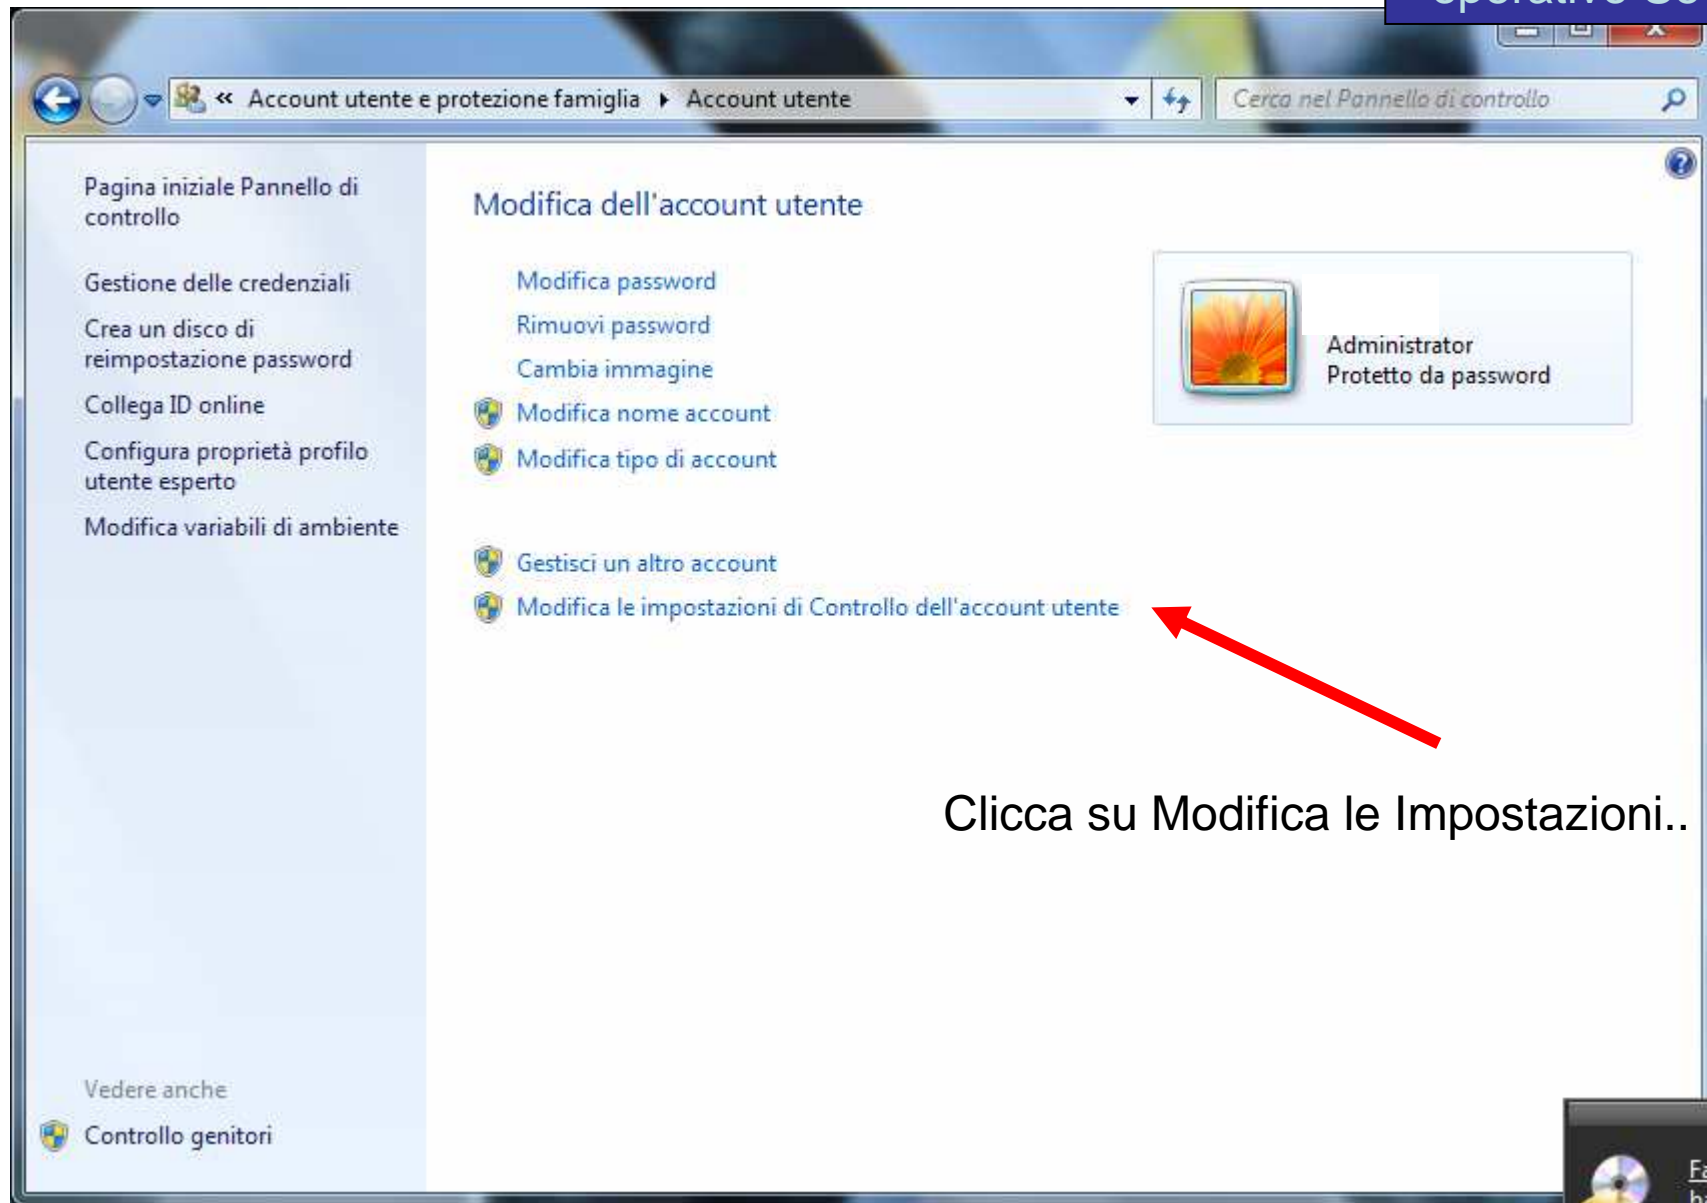 operativo
« Account utente e protezione famiglia ▸ Account utente
Cerca nel Pannello di controllo
Pagina iniziale Pannello di
controllo
Gestione delle credenziali
Crea un disco di
reimpostazione password
Collega ID online
Configura proprietà profilo
utente esperto
Modifica variabili di ambiente
Modifica dell'account utente
Modifica password
Rimuovi password
Cambia immagine
Modifica nome account
Modifica tipo di account
Gestisci un altro account
Modifica le impostazioni di Controllo dell'account utente
Administrator
Protetto da password
Clicca su Modifica le Impostazioni..
Vedere anche
Controllo genitori